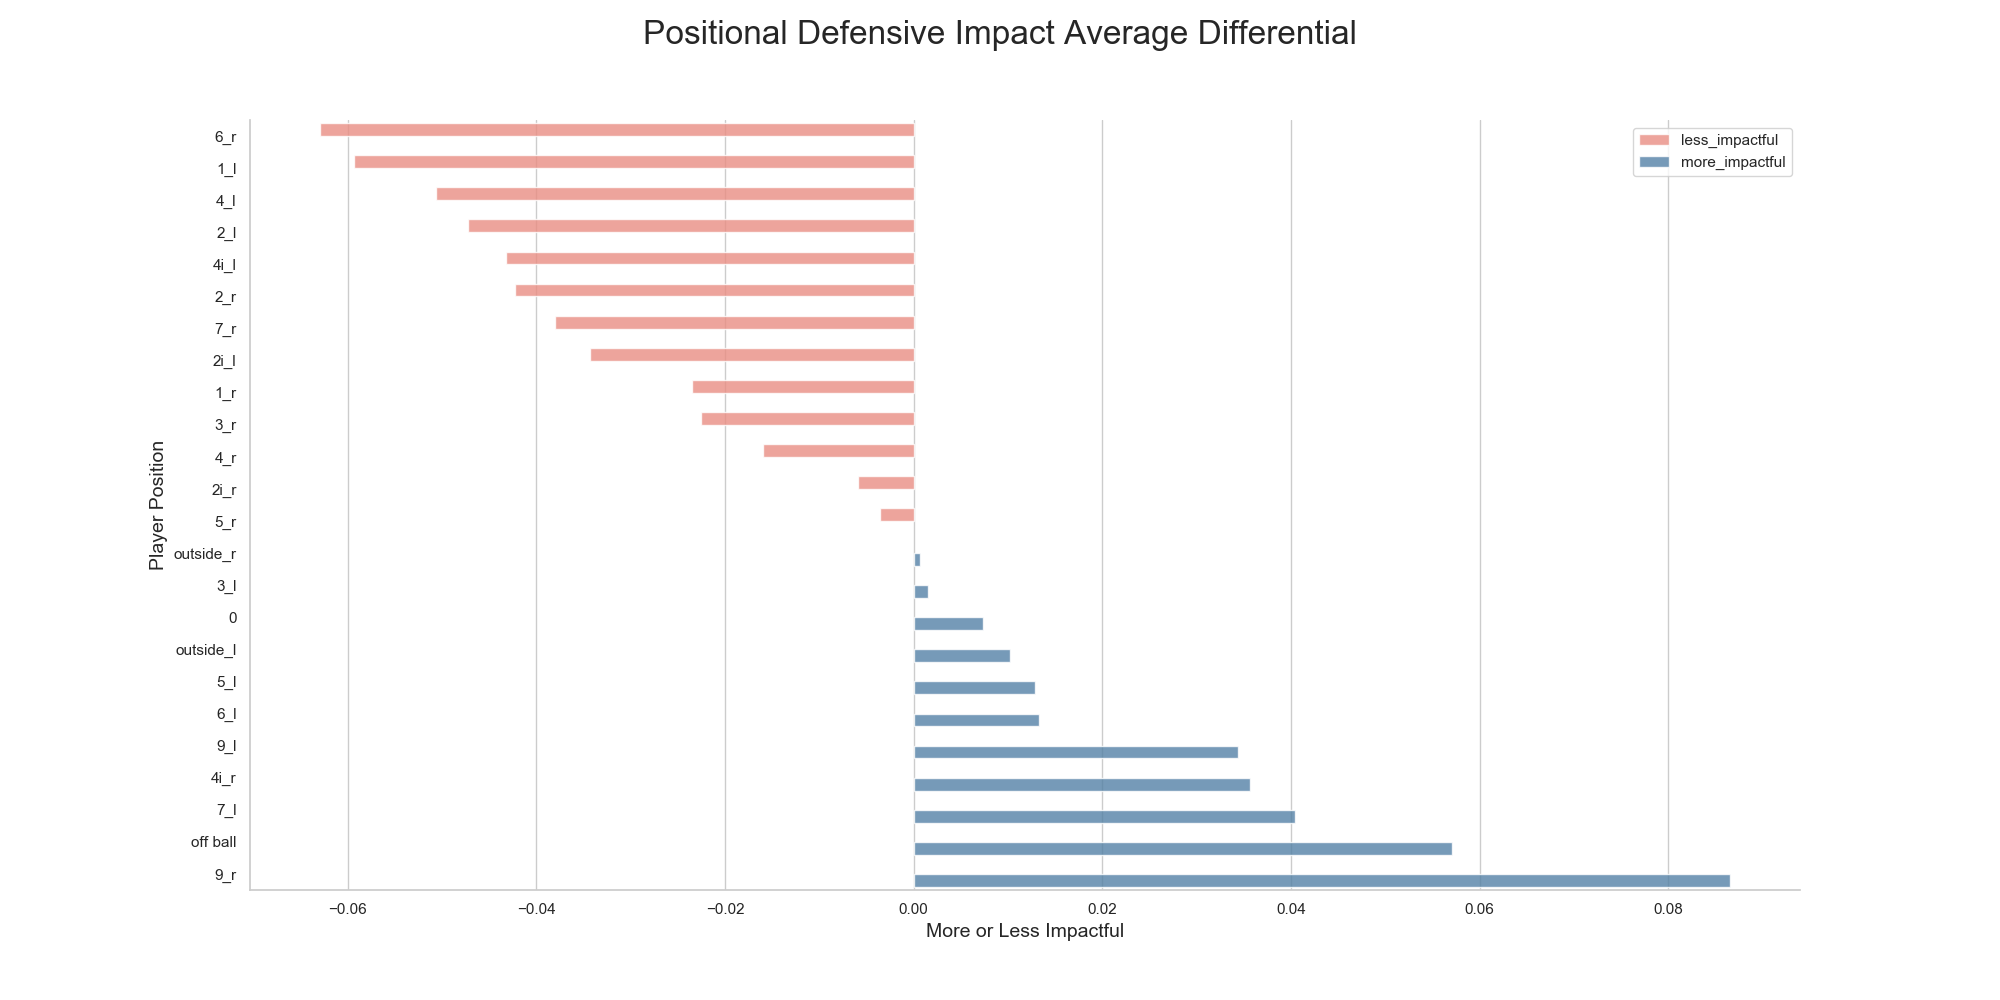 Positional Defensive Impact Average Differential
less_impactful
more_impactful
Player Position
6_r
1_l
4_l
2_l
4i_l
2_r
7_r
2i_l
1_r
3_r
4_r
2i_r
5_r
outside_r
3_l
0
outside_l
5_l
6_l
9_l
4i_r
7_l
off ball
9_r
−0.06 −0.04 −0.02 0.00 0.02 0.04 0.06 0.08
More or Less Impactful